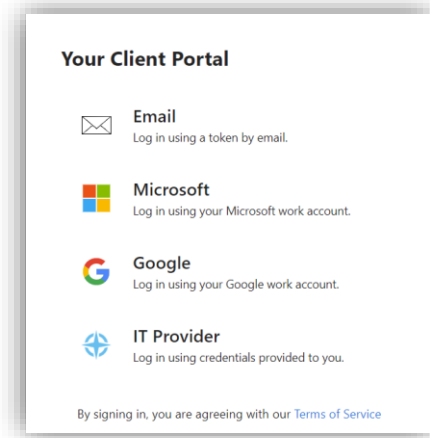 Your Client Portal
Email
Log in using a token by email.
Microsoft
Log in using your Microsoft work account.
Google
Log in using your Google work account.
IT Provider
Log in using credentials provided to you.
By signing in, you are agreeing with our Terms of Service